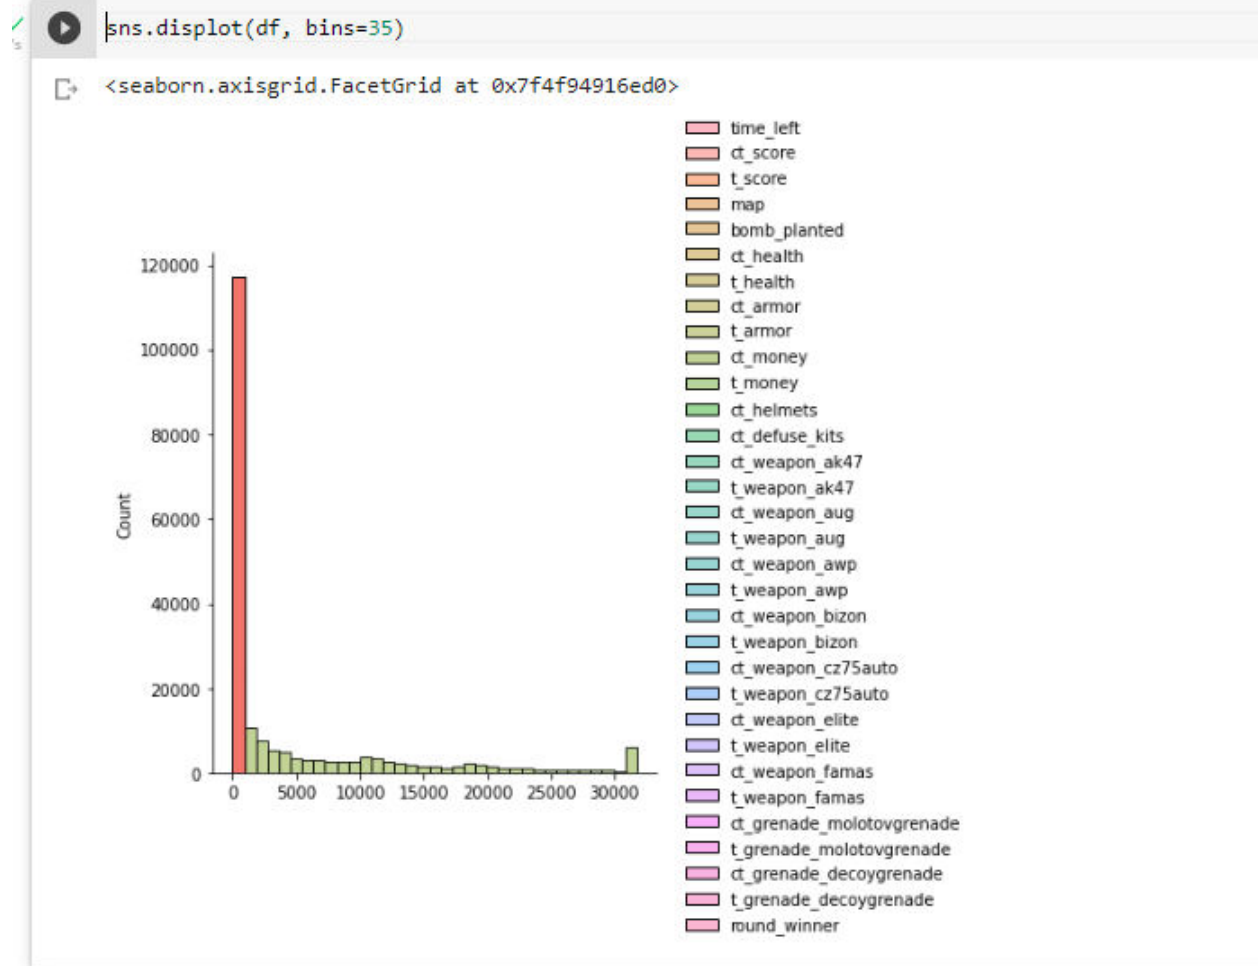 sns.displot(df, bins=35)
<seaborn.axisgrid.FacetGrid at 0x7f4f94916ed0>
time_left
ct_score
t_score
map
bomb_planted
ct_health
t_health
ct_armor
t_armor
ct_money
t_money
ct_helmets
ct_defuse_kits
ct_weapon_ak47
t_weapon_ak47
ct_weapon_aug
t_weapon_aug
ct_weapon_awp
t_weapon_awp
ct_weapon_bizon
t_weapon_bizon
ct_weapon_cz75auto
t_weapon_cz75auto
ct_weapon_elite
t_weapon_elite
ct_weapon_famas
t_weapon_famas
ct_grenade_molotovgrenade
t_grenade_molotovgrenade
ct_grenade_decoygrenade
t_grenade_decoygrenade
round_winner
120000
100000
80000
60000
40000
20000
0
Count
0 5000 10000 15000 20000 25000 30000